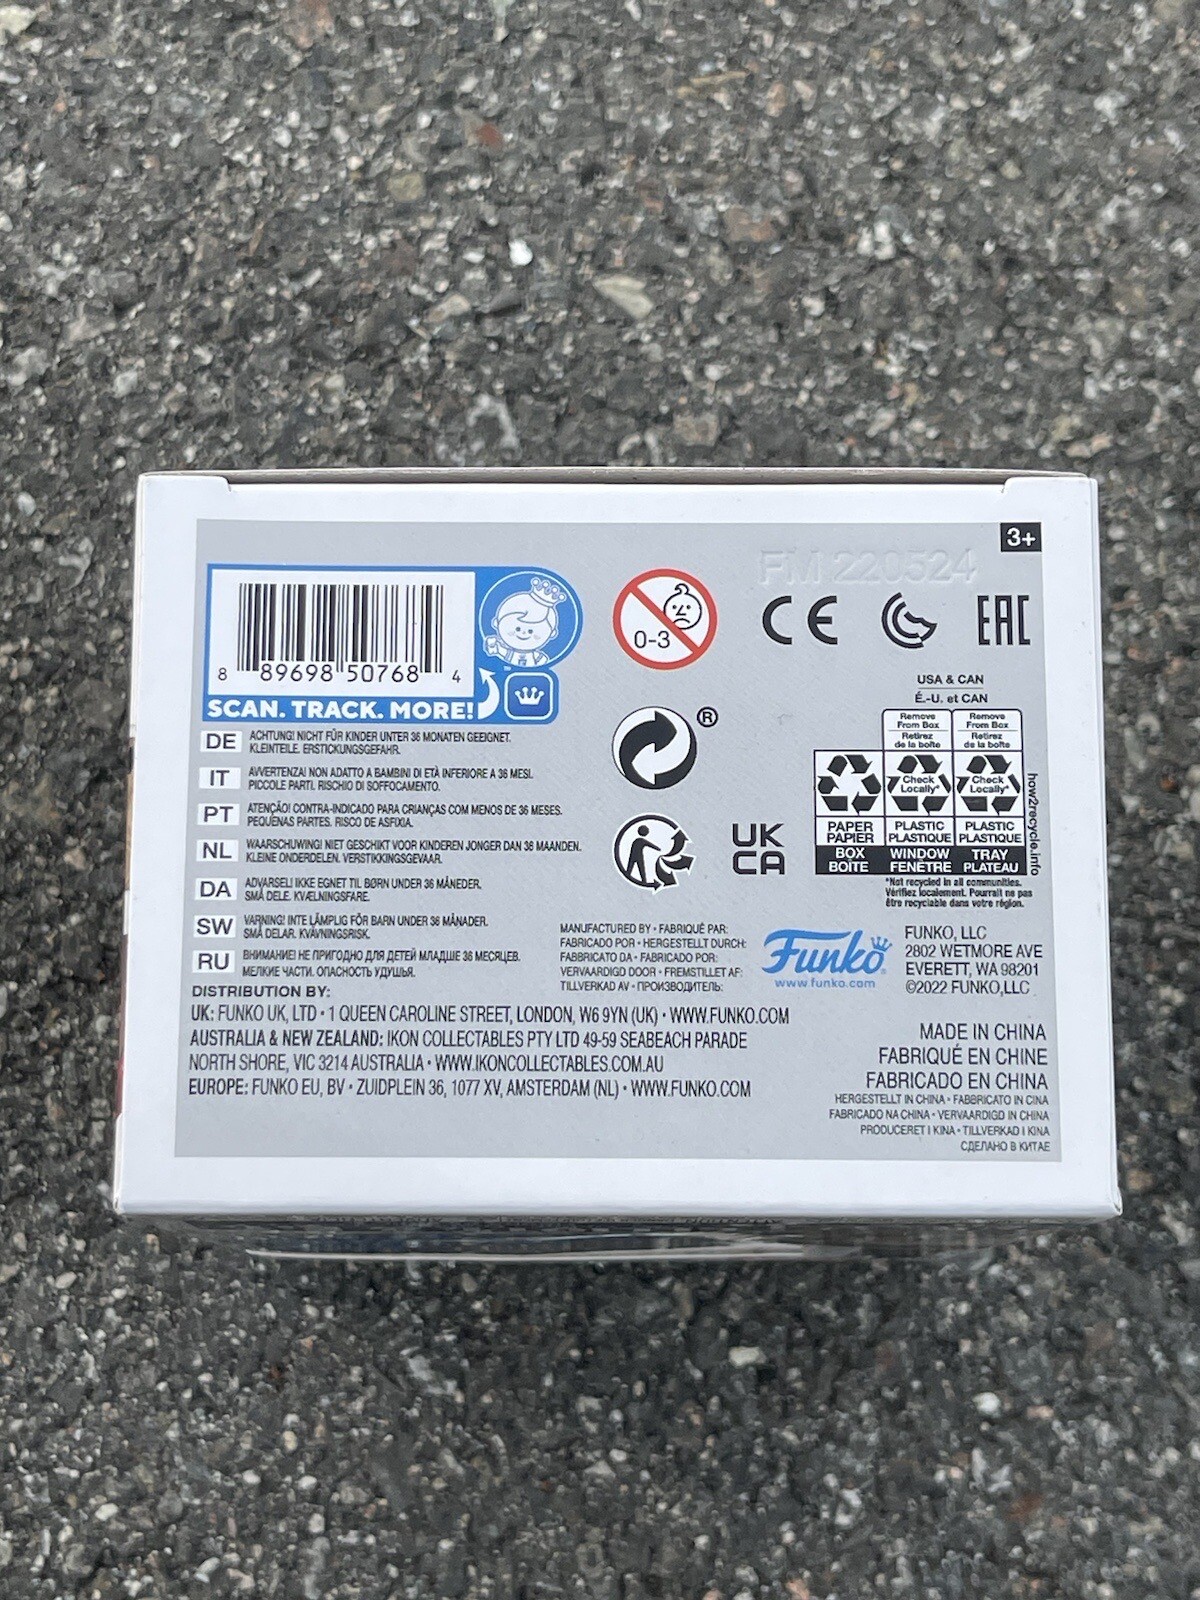 3+
FM 220524
8 89698 50768 4
SCAN. TRACK. MORE!
0-3
CE
EAC
®
UK
CA
USA & CAN
É.-U. et CAN
Remove From Box Retirez de la boîte
Remove From Box Retirez de la boîte
Check Locally*
Check Locally*
PAPER PAPIER
PLASTIC PLASTIQUE
PLASTIC PLASTIQUE
BOX BOÎTE
WINDOW FENÊTRE
TRAY PLATEAU
how2recycle.info
*Not recycled in all communities.
Vérifiez localement. Pourrait ne pas
être recyclable dans votre région.
DE ACHTUNG! NICHT FÜR KINDER UNTER 36 MONATEN GEEIGNET.
KLEINTEILE. ERSTICKUNGSGEFAHR.
IT AVVERTENZA! NON ADATTO A BAMBINI DI ETÀ INFERIORE A 36 MESI.
PICCOLE PARTI. RISCHIO DI SOFFOCAMENTO.
PT ATENÇÃO! CONTRA-INDICADO PARA CRIANÇAS COM MENOS DE 36 MESES.
PEQUENAS PARTES. RISCO DE ASFIXIA.
NL WAARSCHUWING! NIET GESCHIKT VOOR KINDEREN JONGER DAN 36 MAANDEN.
KLEINE ONDERDELEN. VERSTIKKINGSGEVAAR.
DA ADVARSEL! IKKE EGNET TIL BØRN UNDER 36 MÅNEDER.
SMÅ DELE. KVÆLNINGSFARE.
SW VARNING! INTE LÄMPLIG FÖR BARN UNDER 36 MÅNADER.
SMÅ DELAR. KVÄVNINGSRISK.
RU ВНИМАНИЕ! НЕ ПРИГОДНО ДЛЯ ДЕТЕЙ МЛАДШЕ 36 МЕСЯЦЕВ.
МЕЛКИЕ ЧАСТИ. ОПАСНОСТЬ УДУШЬЯ.
MANUFACTURED BY • FABRIQUÉ PAR:
FABRICADO POR • HERGESTELLT DURCH:
FABBRICATO DA • FABRICADO POR:
VERVAARDIGD DOOR • FREMSTILLET AF:
TILLVERKAD AV • ПРОИЗВОДИТЕЛЬ:
Funko®
www.funko.com
FUNKO, LLC
2802 WETMORE AVE
EVERETT, WA 98201
©2022 FUNKO,LLC
DISTRIBUTION BY:
UK: FUNKO UK, LTD • 1 QUEEN CAROLINE STREET, LONDON, W6 9YN (UK) • WWW.FUNKO.COM
AUSTRALIA & NEW ZEALAND: IKON COLLECTABLES PTY LTD 49-59 SEABEACH PARADE
NORTH SHORE, VIC 3214 AUSTRALIA • WWW.IKONCOLLECTABLES.COM.AU
EUROPE: FUNKO EU, BV • ZUIDPLEIN 36, 1077 XV, AMSTERDAM (NL) • WWW.FUNKO.COM
MADE IN CHINA
FABRIQUÉ EN CHINE
FABRICADO EN CHINA
HERGESTELLT IN CHINA • FABBRICATO IN CINA
FABRICADO NA CHINA • VERVAARDIGD IN CHINA
PRODUCERET I KINA • TILLVERKAD I KINA
СДЕЛАНО В КИТАЕ